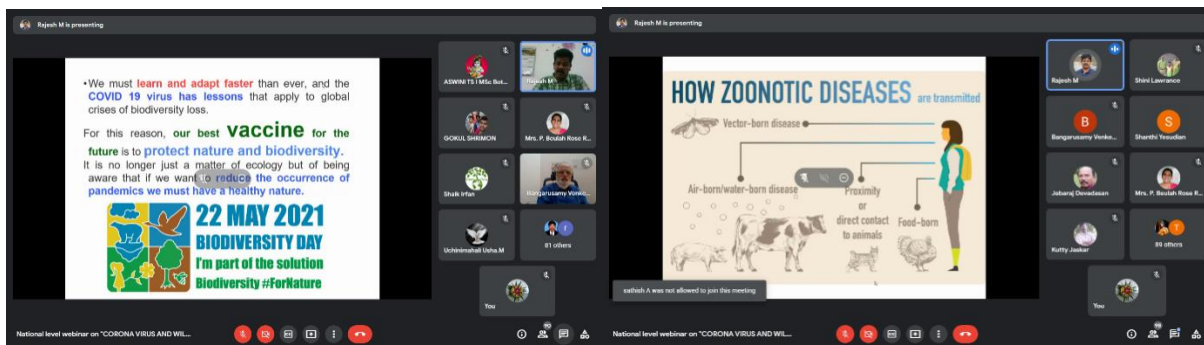 Rajesh M is presenting
•We must learn and adapt faster than ever, and the
COVID 19 virus has lessons that apply to global
crises of biodiversity loss.
For this reason, our best vaccine for the
future is to protect nature and biodiversity.
It is no longer just a matter of ecology but of being
aware that if we want to reduce the occurrence of
pandemics we must have a healthy nature.
22 MAY 2021
BIODIVERSITY DAY
I'm part of the solution
Biodiversity #ForNature
ASWINI TS I MSc Bot...
Rajesh M
GOKUL SHRIMON
Mrs. P. Beulah Rose R...
Shaik Irfan
Bangarusamy Venke...
Uchinimahali Usha.M
I
81 others
You
National level webinar on "CORONA VIRUS AND WIL...
90
Rajesh M is presenting
HOW ZOONOTIC DISEASES are transmitted
Vector-born disease
Air-born/water-born disease
Proximity
or
direct contact
to animals
Food-born
sathish A was not allowed to join this meeting
Rajesh M
Shini Lawrance
B
Bangarusamy Venke...
S
Shanthi Yesudian
Jebaraj Devadasan
Mrs. P. Beulah Rose R...
Kutty Jaskar
T
89 others
You
National level webinar on "CORONA VIRUS AND WIL...